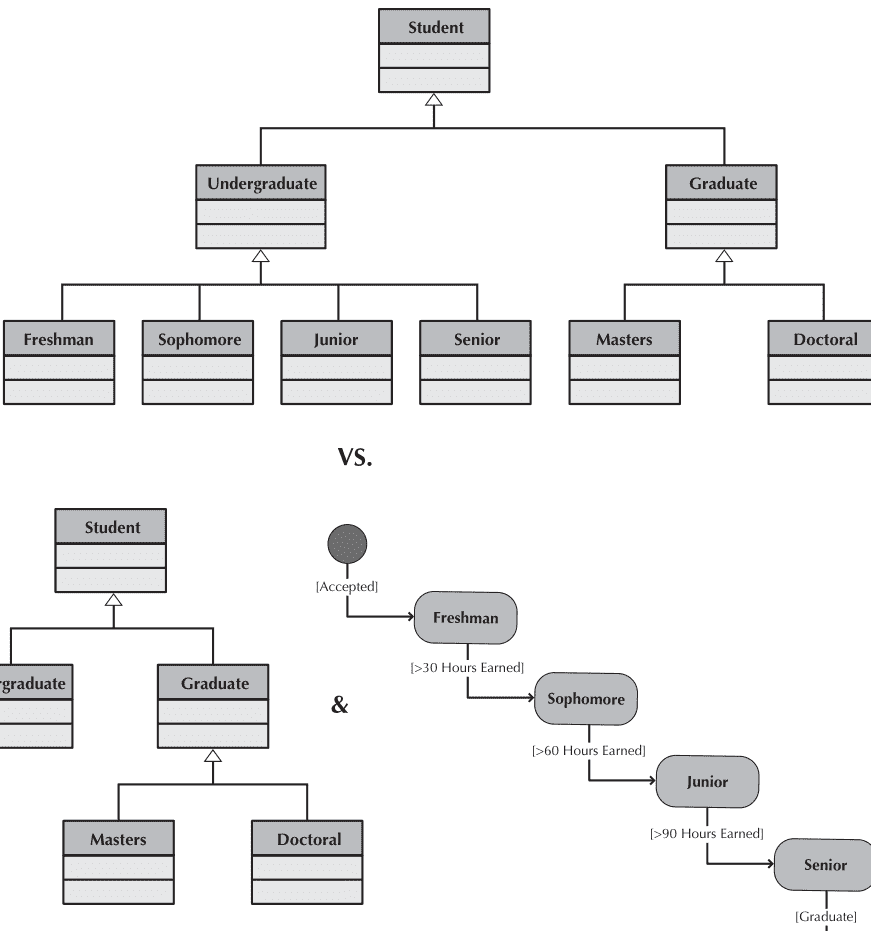 Student
Undergraduate
Graduate
Freshman
Sophomore
Junior
Senior
Masters
Doctoral
VS.
Student
rgraduate
Graduate
Masters
Doctoral
&
[Accepted]
Freshman
[>30 Hours Earned]
Sophomore
[>60 Hours Earned]
Junior
[>90 Hours Earned]
Senior
[Graduate]